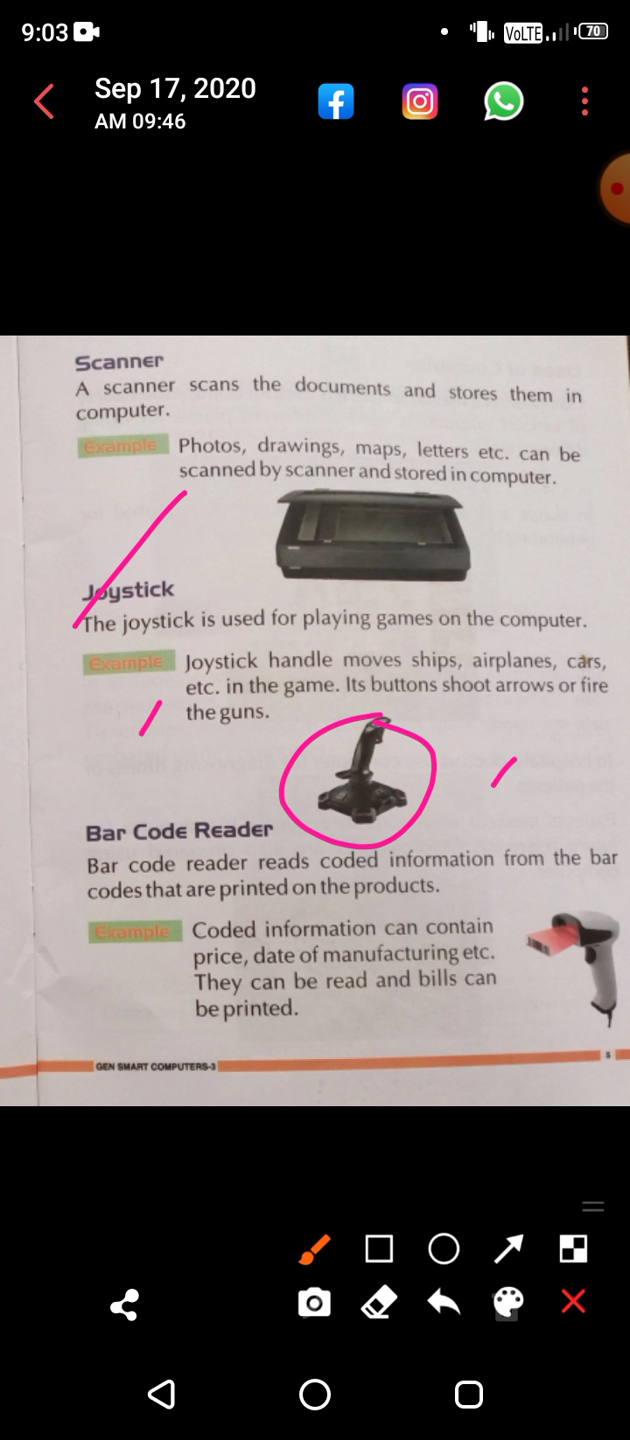 9:03
VoLTE
70
Sep 17, 2020
AM 09:46
Scanner
A scanner scans the documents and stores them in
computer.
Example Photos, drawings, maps, letters etc. can be
scanned by scanner and stored in computer.
Joystick
The joystick is used for playing games on the computer.
Example Joystick handle moves ships, airplanes, cars,
etc. in the game. Its buttons shoot arrows or fire
the guns.
Bar Code Reader
Bar code reader reads coded information from the bar
codes that are printed on the products.
Example Coded information can contain
price, date of manufacturing etc.
They can be read and bills can
be printed.
GEN SMART COMPUTERS-3
5